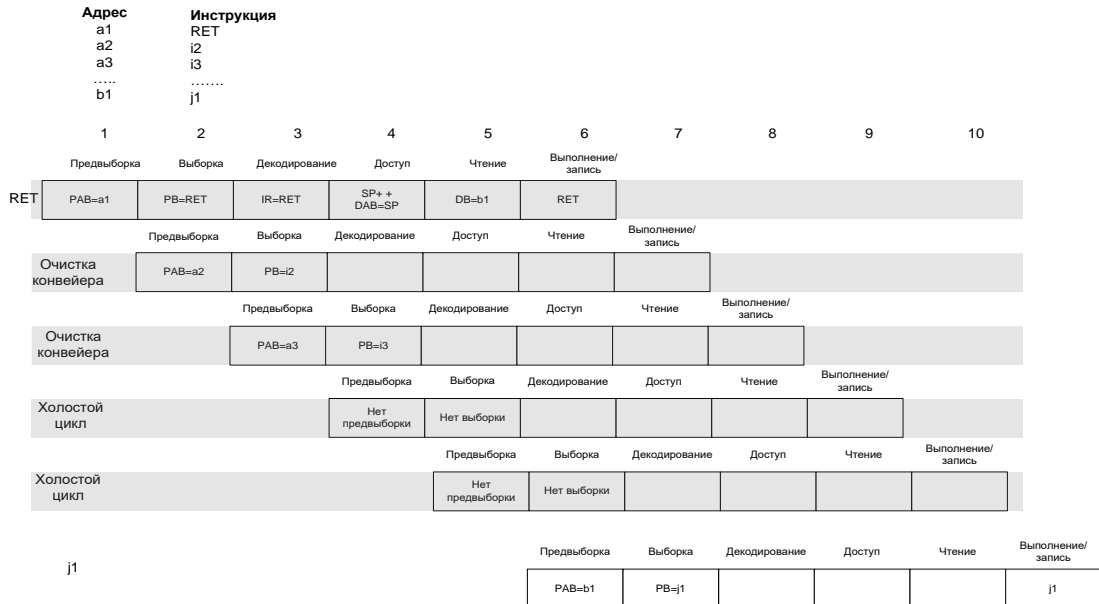 Адрес Инструкция
a1 RET
a2 i2
a3 i3
..... .......
b1 j1
1 2 3 4 5 6 7 8 9 10
Предвыборка Выборка Декодирование Доступ Чтение Выполнение/
запись
RET PAB=a1 PB=RET IR=RET SP+ + DB=b1 RET
DAB=SP
Предвыборка Выборка Декодирование Доступ Чтение Выполнение/
запись
Очистка
конвейера PAB=a2 PB=i2
Предвыборка Выборка Декодирование Доступ Чтение Выполнение/
запись
Очистка
конвейера PAB=a3 PB=i3
Предвыборка Выборка Декодирование Доступ Чтение Выполнение/
запись
Холостой Нет Нет выборки
цикл предвыборки
Предвыборка Выборка Декодирование Доступ Чтение Выполнение/
запись
Холостой Нет Нет выборки
цикл предвыборки
Предвыборка Выборка Декодирование Доступ Чтение Выполнение/
запись
j1 PAB=b1 PB=j1 j1